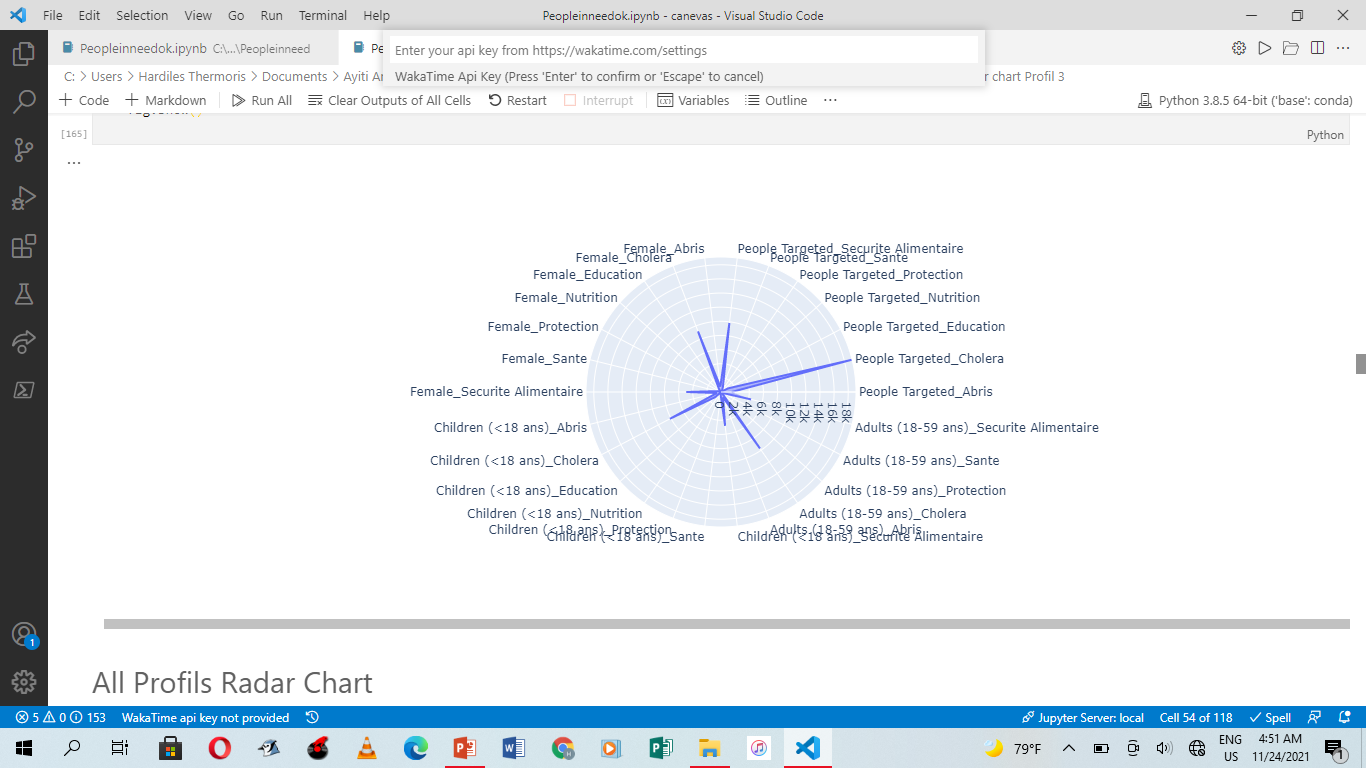 File Edit Selection View Go Run Terminal Help
Peopleinneedok.ipynb - canevas - Visual Studio Code
Peopleinneedok.ipynb C:\...\Peopleinneed
Pe
Enter your api key from https://wakatime.com/settings
WakaTime Api Key (Press 'Enter' to confirm or 'Escape' to cancel)
C: > Users > Hardiles Thermoris > Documents > Ayiti An
ar chart Profil 3
+ Code + Markdown Run All Clear Outputs of All Cells Restart Interrupt Variables Outline ...
Python 3.8.5 64-bit ('base': conda)
[165]
Python
...
Female_Abris
People Targeted_Securite Alimentaire
Female_Cholera
People Targeted_Sante
Female_Education
People Targeted_Protection
Female_Nutrition
People Targeted_Nutrition
Female_Protection
People Targeted_Education
Female_Sante
People Targeted_Cholera
Female_Securite Alimentaire
People Targeted_Abris
0 2k 4k 6k 8k 10k 12k 14k 16k 18k
Children (<18 ans)_Abris
Adults (18-59 ans)_Securite Alimentaire
Children (<18 ans)_Cholera
Adults (18-59 ans)_Sante
Children (<18 ans)_Education
Adults (18-59 ans)_Protection
Children (<18 ans)_Nutrition
Adults (18-59 ans)_Cholera
Children (<18 ans)_Protection
Adults (18-59 ans)_Abris
Children (<18 ans)_Sante
Children (<18 ans)_Securite Alimentaire
All Profils Radar Chart
5 0 153 WakaTime api key not provided
Jupyter Server: local Cell 54 of 118 Spell
1
79°F
ENG
US
4:51 AM
11/24/2021
1